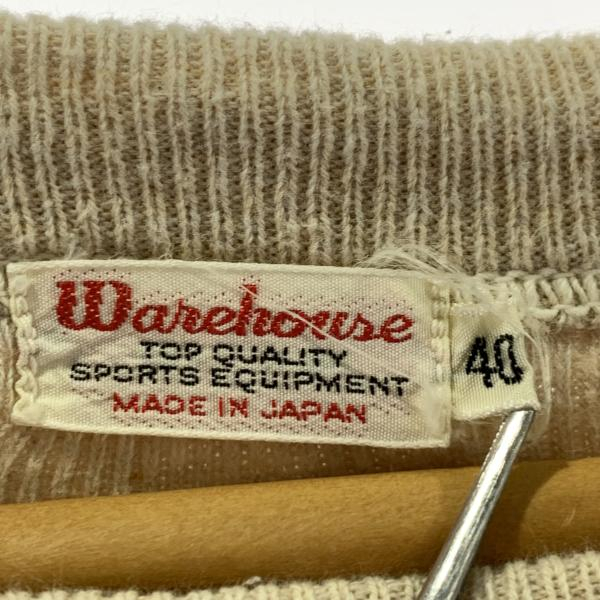 Warehouse
TOP QUALITY
SPORTS EQUIPMENT
MADE IN JAPAN
40